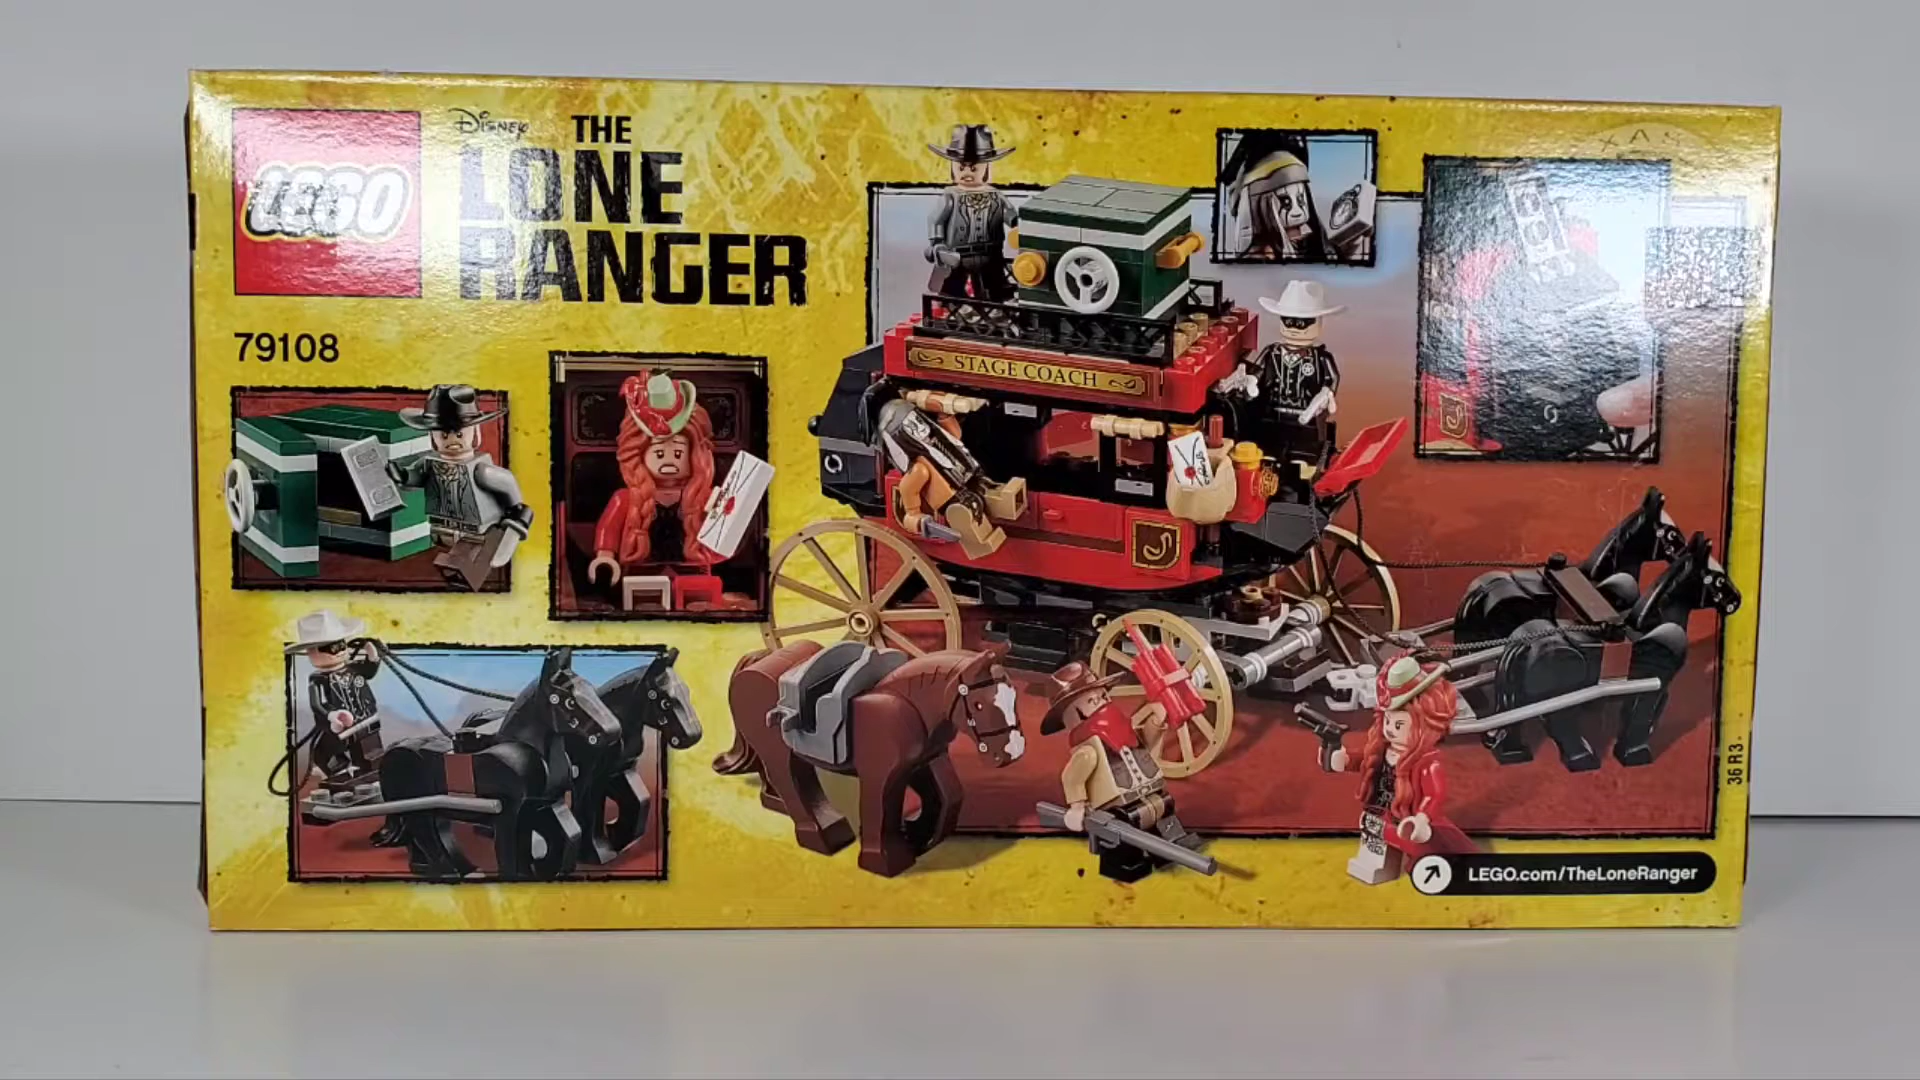 LEGO
Disney
THE
LONE
RANGER
79108
STAGE COACH
LEGO.com/TheLoneRanger
36 R3